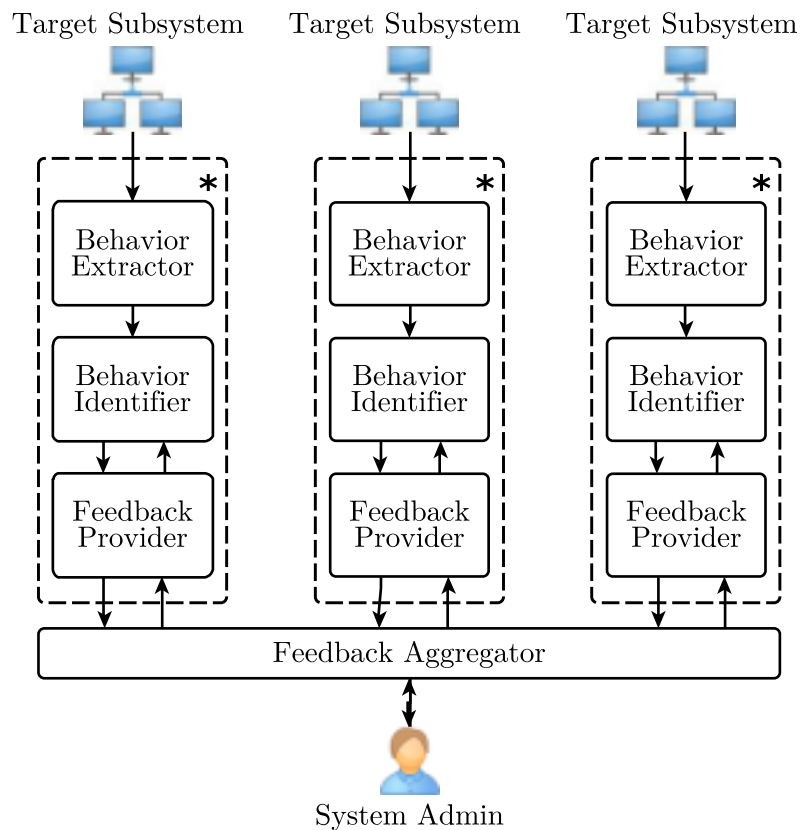 Target Subsystem Target Subsystem Target Subsystem
* * *
Behavior
Extractor
Behavior
Extractor
Behavior
Extractor
Behavior
Identifier
Behavior
Identifier
Behavior
Identifier
Feedback
Provider
Feedback
Provider
Feedback
Provider
Feedback Aggregator
System Admin